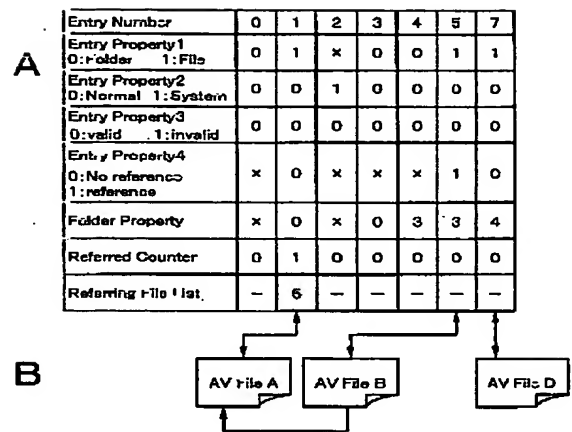 A
Entry Number 0 1 2 3 4 5 7
Entry Property1 0 1 × 0 0 1 1
0:Folder 1:File
Entry Property2 0 0 1 0 0 0 0
0:Normal 1:System
Entry Property3 0 0 0 0 0 0 0
0:valid 1:invalid
Entry Property4 × 0 × × × 1 0
0:No reference
1:reference
Folder Property × 0 × 0 3 3 4
Referred Counter 0 1 0 0 0 0 0
Referring File List — 5 — — — — —
B
AV File A AV File B AV File D